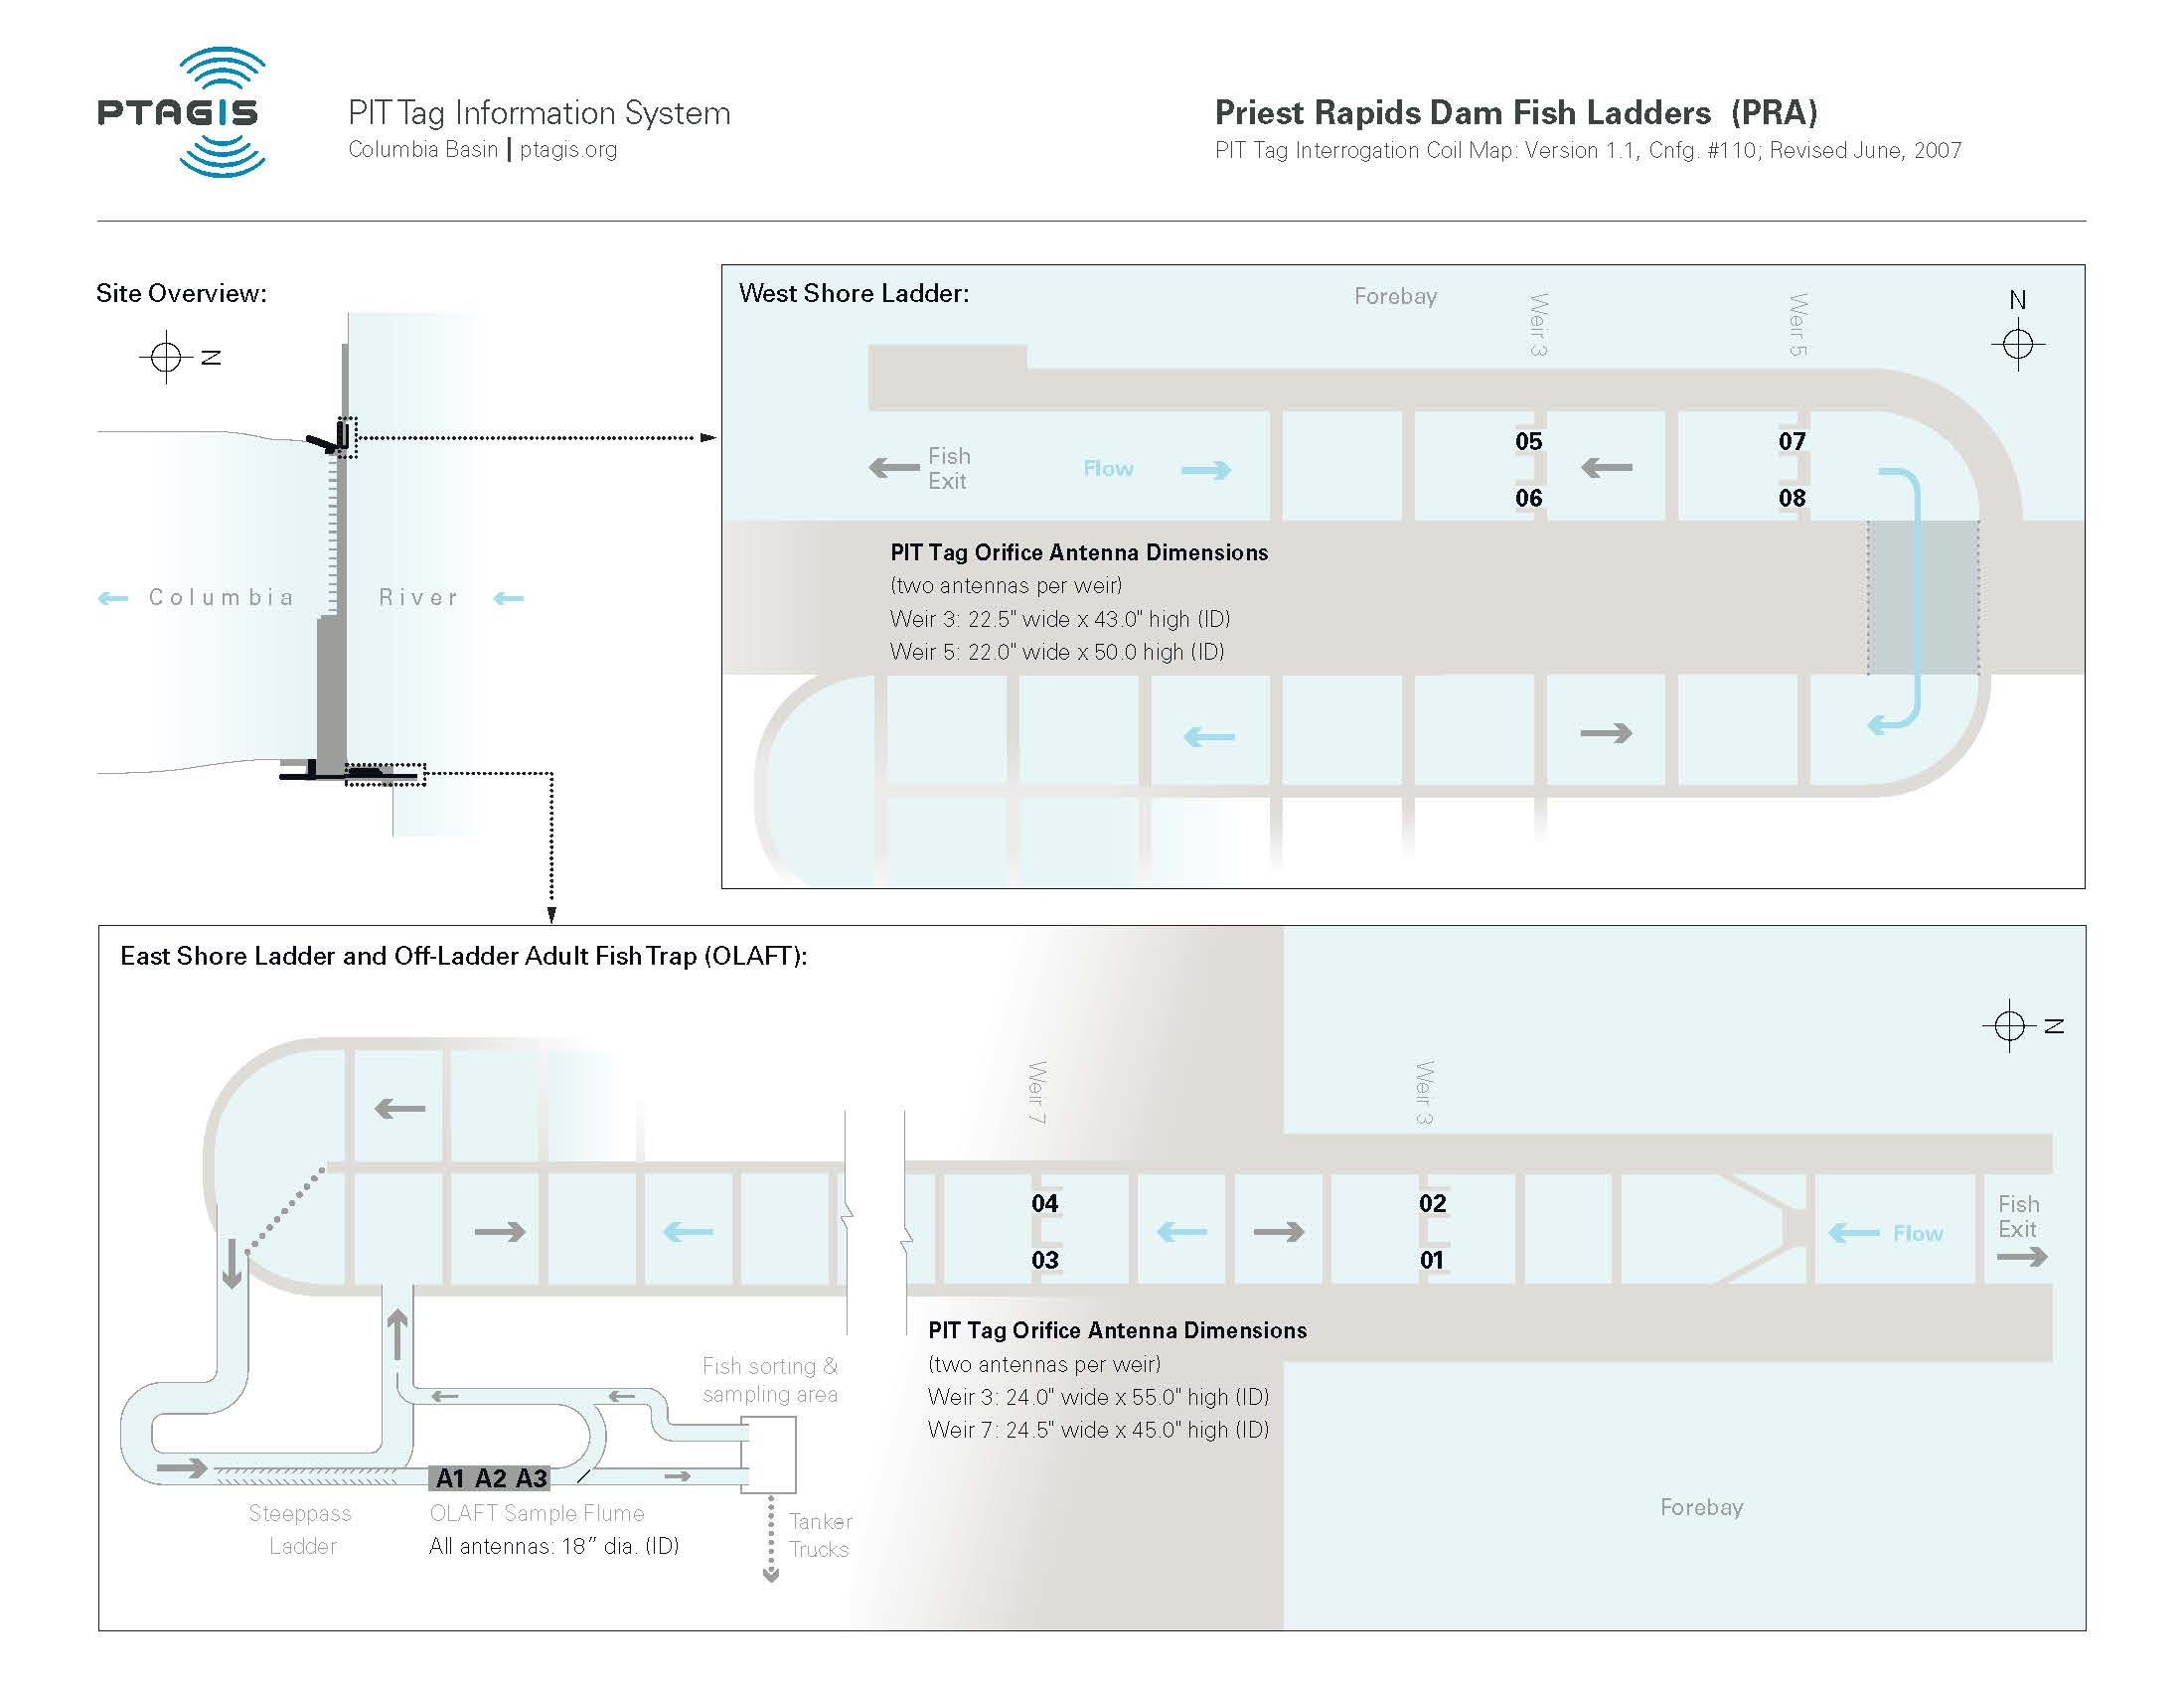 PTAGIS
PIT Tag Information System
Columbia Basin | ptagis.org
Priest Rapids Dam Fish Ladders (PRA)
PIT Tag Interrogation Coil Map: Version 1.1, Cnfg. #110; Revised June, 2007
Site Overview:
N
Columbia River
West Shore Ladder:
Forebay
Weir 3
Weir 5
N
05
07
Fish
Exit
Flow
06
08
PIT Tag Orifice Antenna Dimensions
(two antennas per weir)
Weir 3: 22.5" wide x 43.0" high (ID)
Weir 5: 22.0" wide x 50.0 high (ID)
East Shore Ladder and Off-Ladder Adult Fish Trap (OLAFT):
N
Weir 7
Weir 3
04
02
Fish
Exit
Flow
03
01
PIT Tag Orifice Antenna Dimensions
(two antennas per weir)
Weir 3: 24.0" wide x 55.0" high (ID)
Weir 7: 24.5" wide x 45.0" high (ID)
Fish sorting &
sampling area
A1 A2 A3
Steeppass
Ladder
OLAFT Sample Flume
All antennas: 18” dia. (ID)
Tanker
Trucks
Forebay